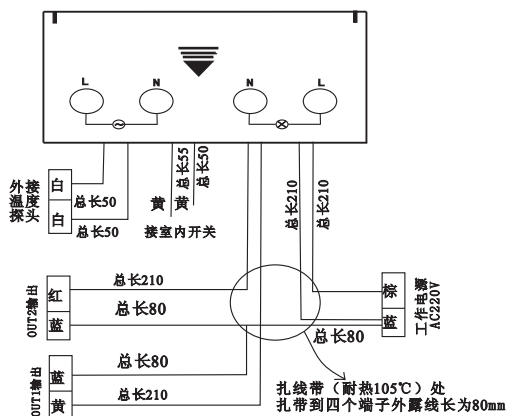 L
N
N
L
外接
温度
探头
白
白
总长50
总长50
总长55
总长50
黄
黄
接室内开关
总长210
总长210
OUT2输出
红
蓝
总长210
总长80
棕
蓝
工作电源
AC220V
总长80
OUT1输出
蓝
黄
总长80
总长210
扎线带（耐热105℃）处
扎带到四个端子外露线长为80mm